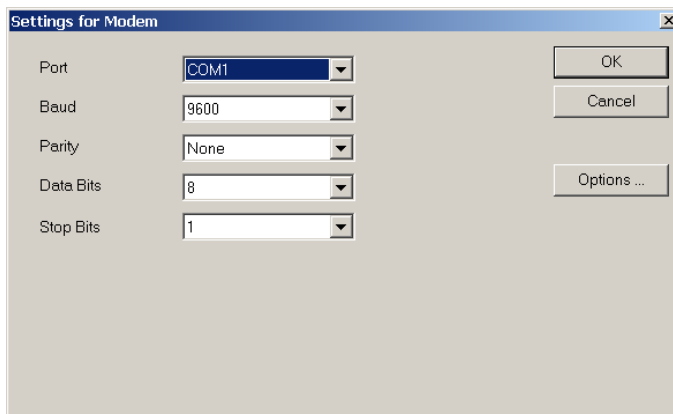 Settings for Modem
Port COM1 OK
Baud 9600 Cancel
Parity None
Data Bits 8 Options ...
Stop Bits 1